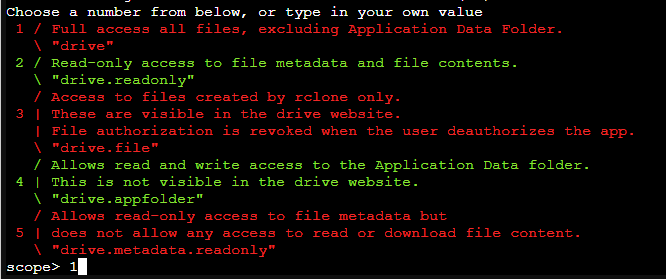 Choose a number from below, or type in your own value
1 / Full access all files, excluding Application Data Folder.
\ "drive"
2 / Read-only access to file metadata and file contents.
\ "drive.readonly"
/ Access to files created by rclone only.
3 | These are visible in the drive website.
| File authorization is revoked when the user deauthorizes the app.
\ "drive.file"
/ Allows read and write access to the Application Data folder.
4 | This is not visible in the drive website.
\ "drive.appfolder"
/ Allows read-only access to file metadata but
5 | does not allow any access to read or download file content.
\ "drive.metadata.readonly"
scope> 1